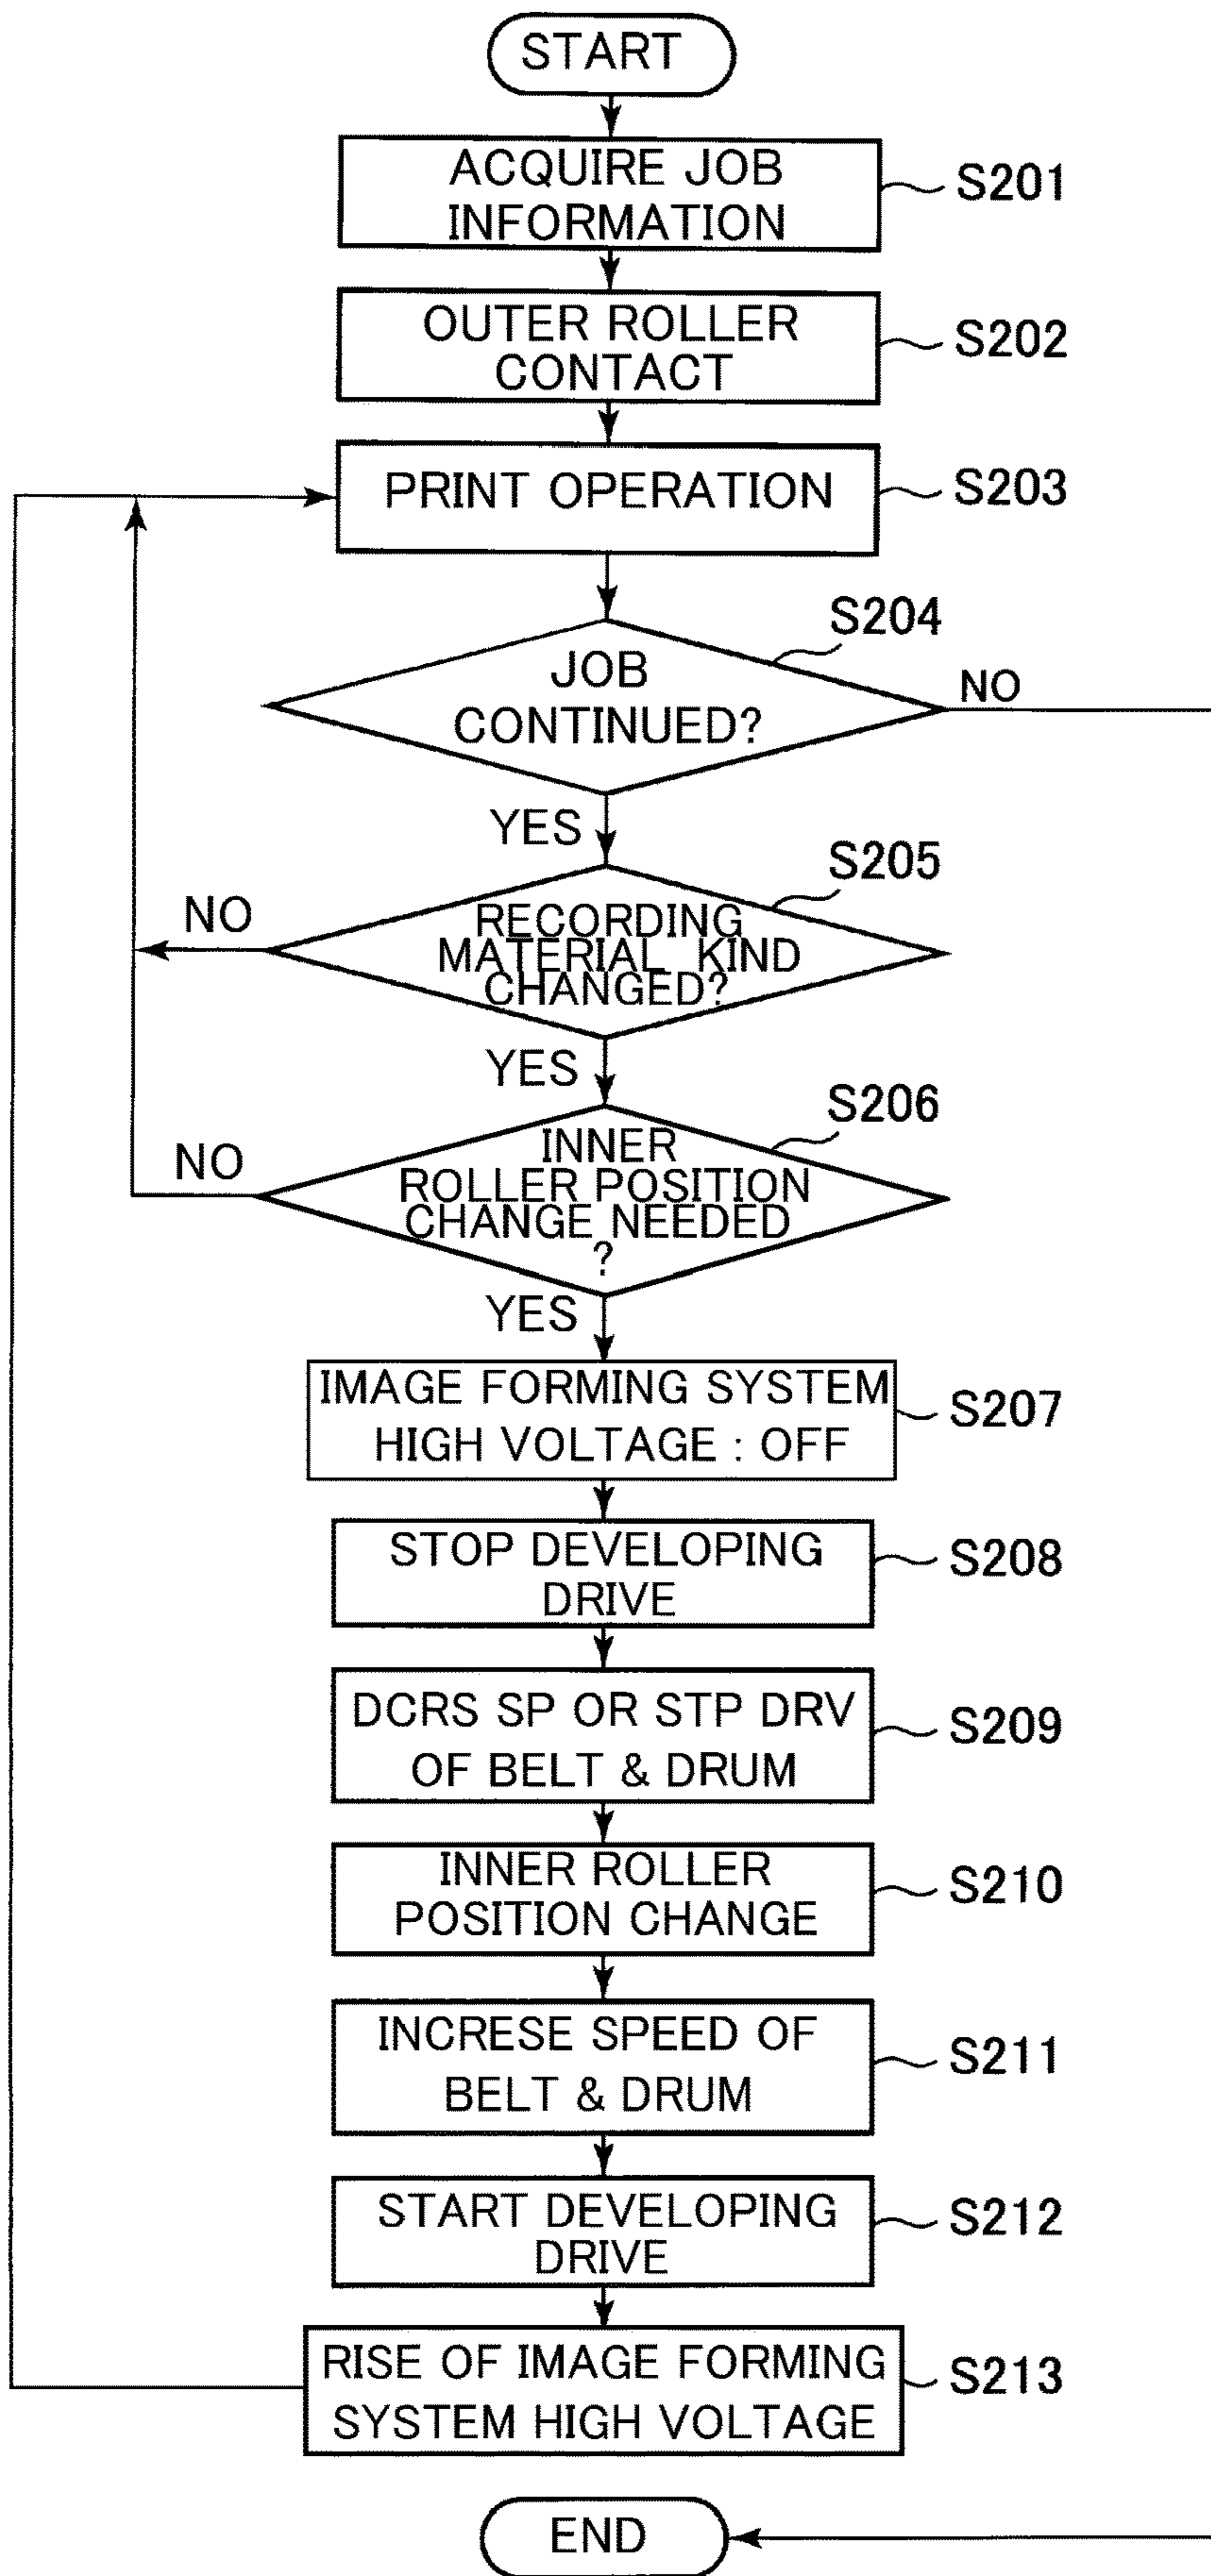 START
ACQUIRE JOB
INFORMATION
S201
OUTER ROLLER
CONTACT
S202
PRINT OPERATION
S203
S204
JOB
CONTINUED?
NO
YES
S205
RECORDING
MATERIAL KIND
CHANGED?
NO
YES
S206
INNER
ROLLER POSITION
CHANGE NEEDED
?
NO
YES
IMAGE FORMING SYSTEM
HIGH VOLTAGE : OFF
S207
STOP DEVELOPING
DRIVE
S208
DCRS SP OR STP DRV
OF BELT & DRUM
S209
INNER ROLLER
POSITION CHANGE
S210
INCRESE SPEED OF
BELT & DRUM
S211
START DEVELOPING
DRIVE
S212
RISE OF IMAGE FORMING
SYSTEM HIGH VOLTAGE
S213
END